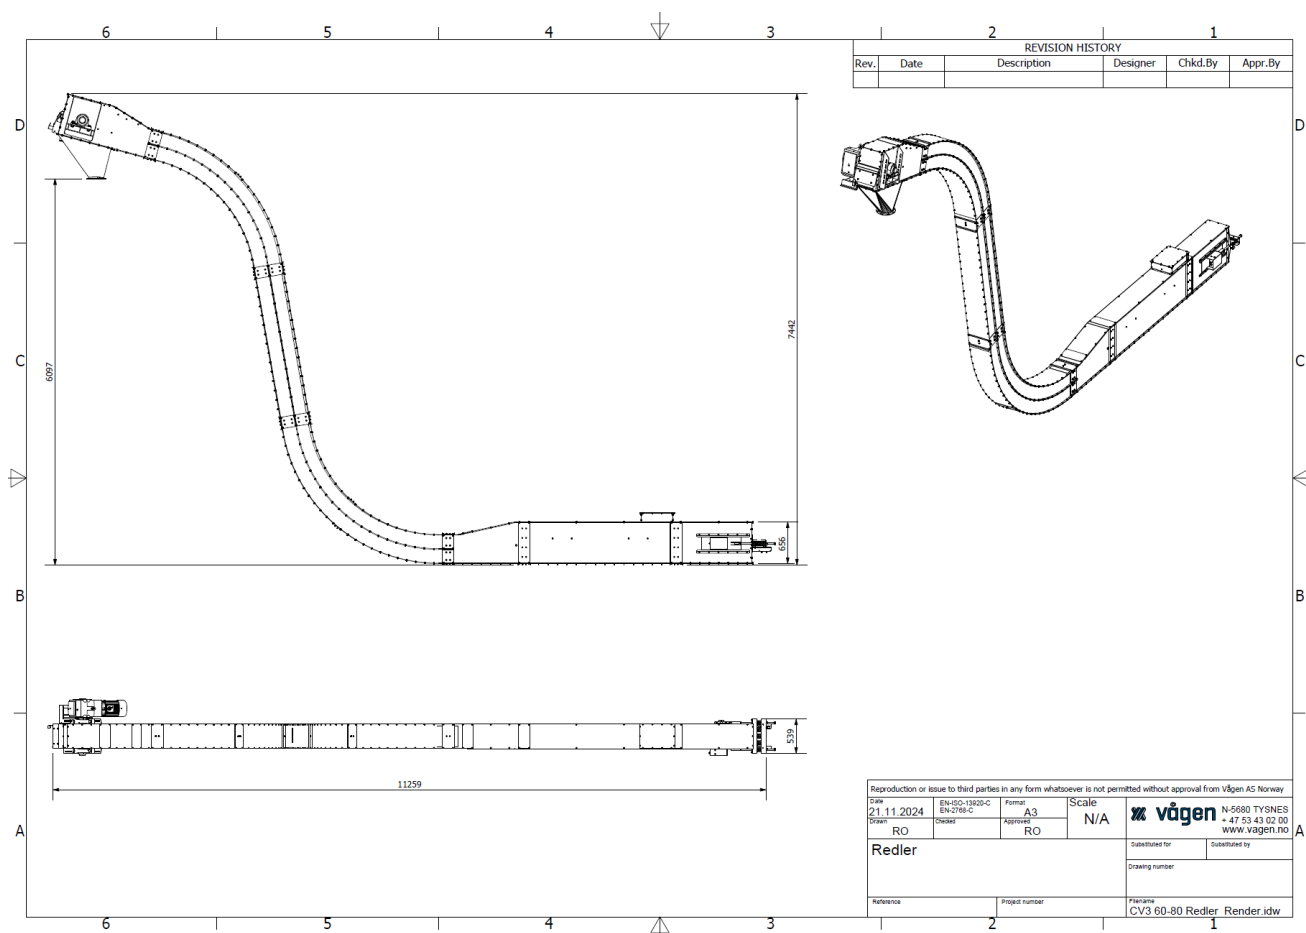 6 5 4 3 2 1
REVISION HISTORY
Rev. Date Description Designer Chkd.By Appr.By
D D
7442
6097
C C
656
B B
539
11259
Reproduction or issue to third parties in any form whatsoever is not permitted without approval from Vågen AS Norway
Date EN-ISO-13920-C Format Scale
21.11.2024 EN-2768-C A3 N/A
vågen
N-5680 TYSNES
+ 47 53 43 02 00
www.vagen.no
Drawn Checked Approved
RO RO
A A
Redler
Substituted for Substituted by
Drawing number
Reference Project number Filename
CV3 60-80 Redler Render.idw
6 5 4 3 2 1